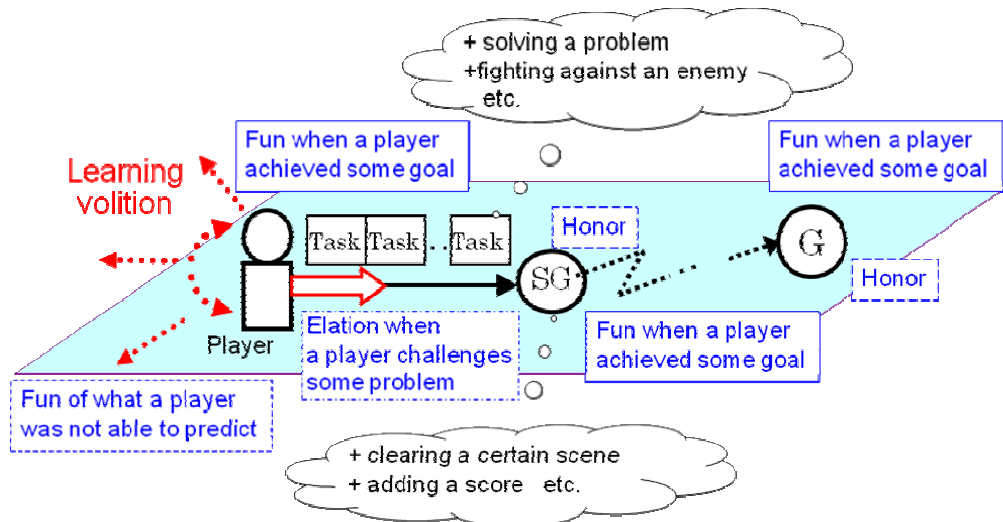 + solving a problem
+fighting against an enemy
etc.
Fun when a player
achieved some goal
Fun when a player
achieved some goal
Learning
volition
Task Task . . Task
Honor
G
SG
Honor
Player
Elation when
a player challenges
some problem
Fun when a player
achieved some goal
Fun of what a player
was not able to predict
+ clearing a certain scene
+ adding a score etc.